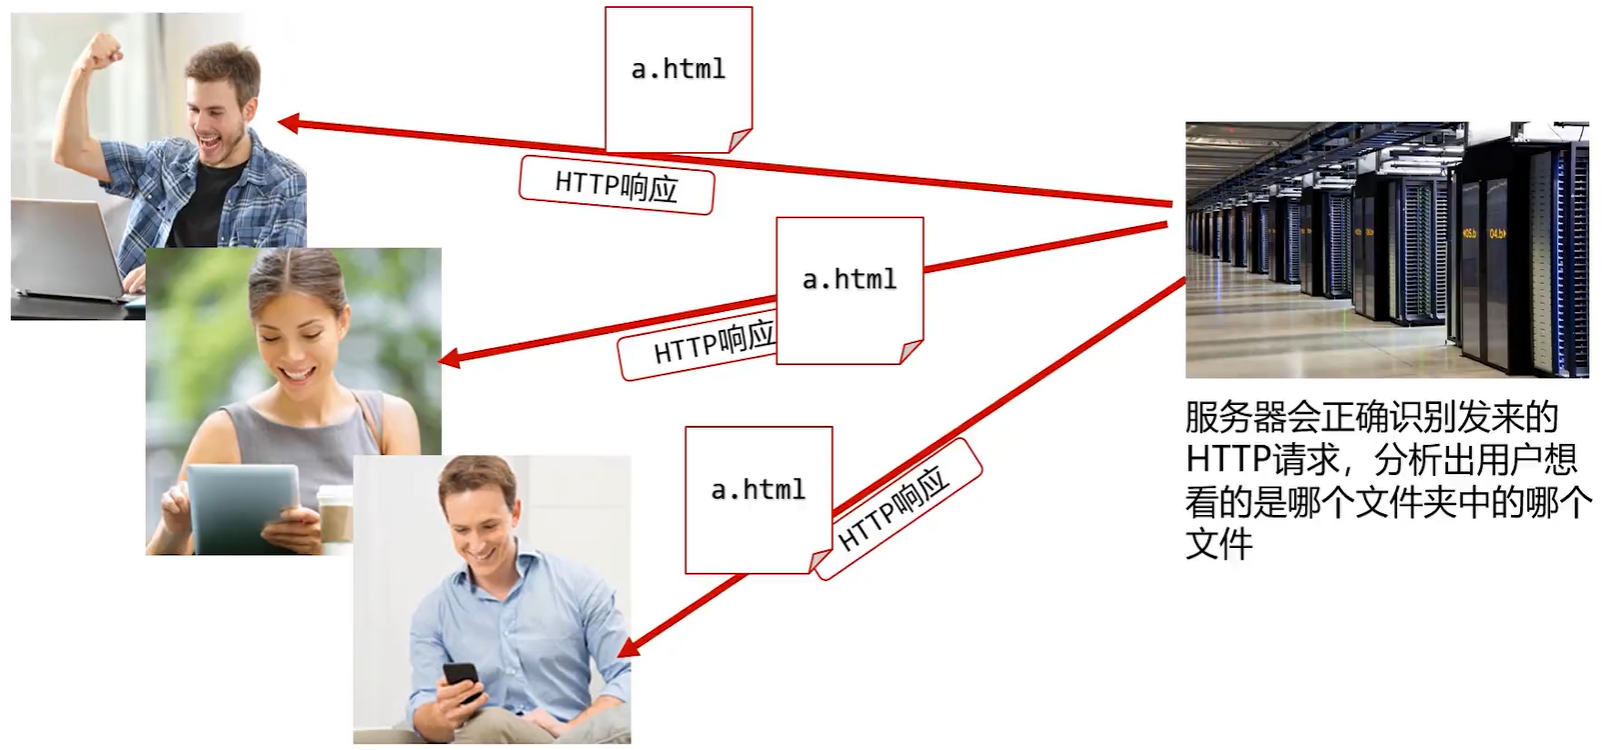 a.html
HTTP响应
a.html
HTTP响应
a.html
HTTP响应
服务器会正确识别发来的
HTTP请求，分析出用户想
看的是哪个文件夹中的哪个
文件